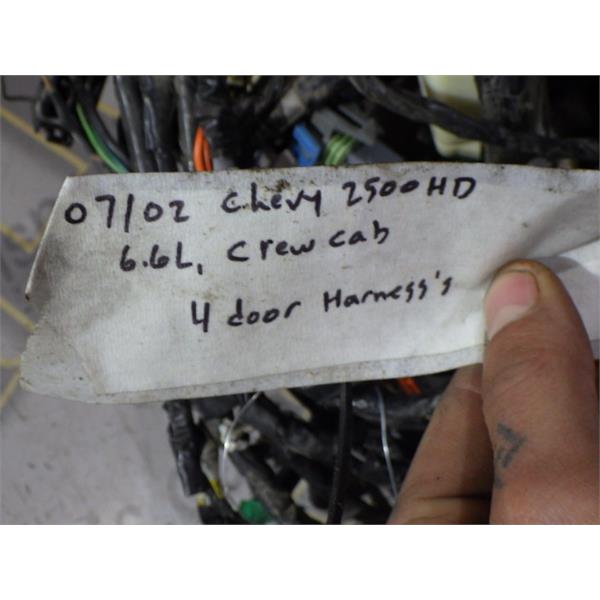 07/02 Chevy 2500HD
6.6L, Crew cab
4 door Harness's